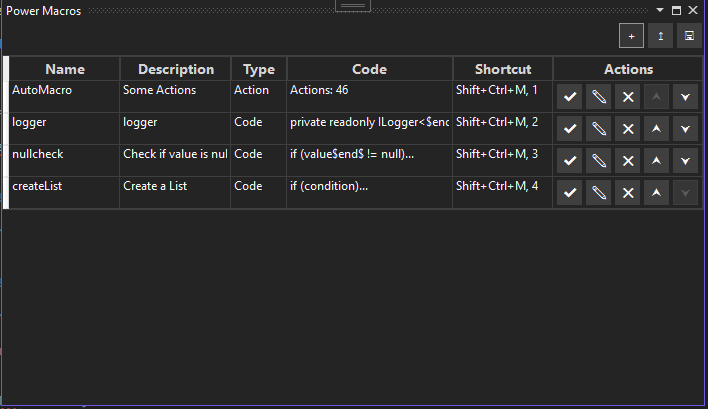 Power Macros
Name Description Type Code Shortcut Actions
AutoMacro Some Actions Action Actions: 46 Shift+Ctrl+M, 1
logger logger Code private readonly ILogger<$end Shift+Ctrl+M, 2
nullcheck Check if value is nul Code if (value$end$ != null)... Shift+Ctrl+M, 3
createList Create a List Code if (condition)... Shift+Ctrl+M, 4